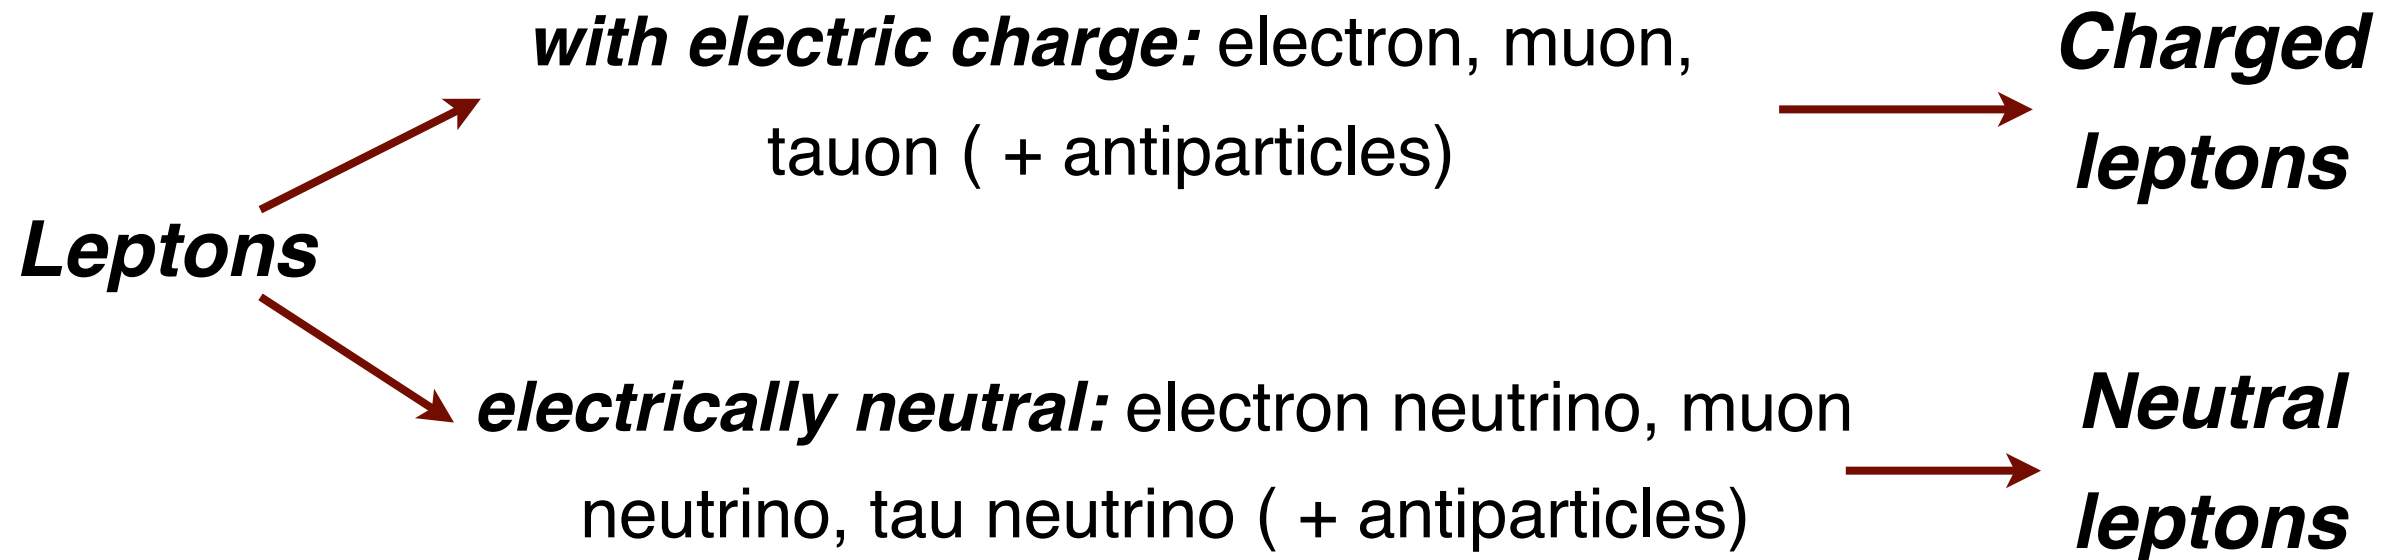 with electric charge: electron, muon,
tauon ( + antiparticles)
Charged
leptons
Leptons
electrically neutral: electron neutrino, muon
neutrino, tau neutrino ( + antiparticles)
Neutral
leptons